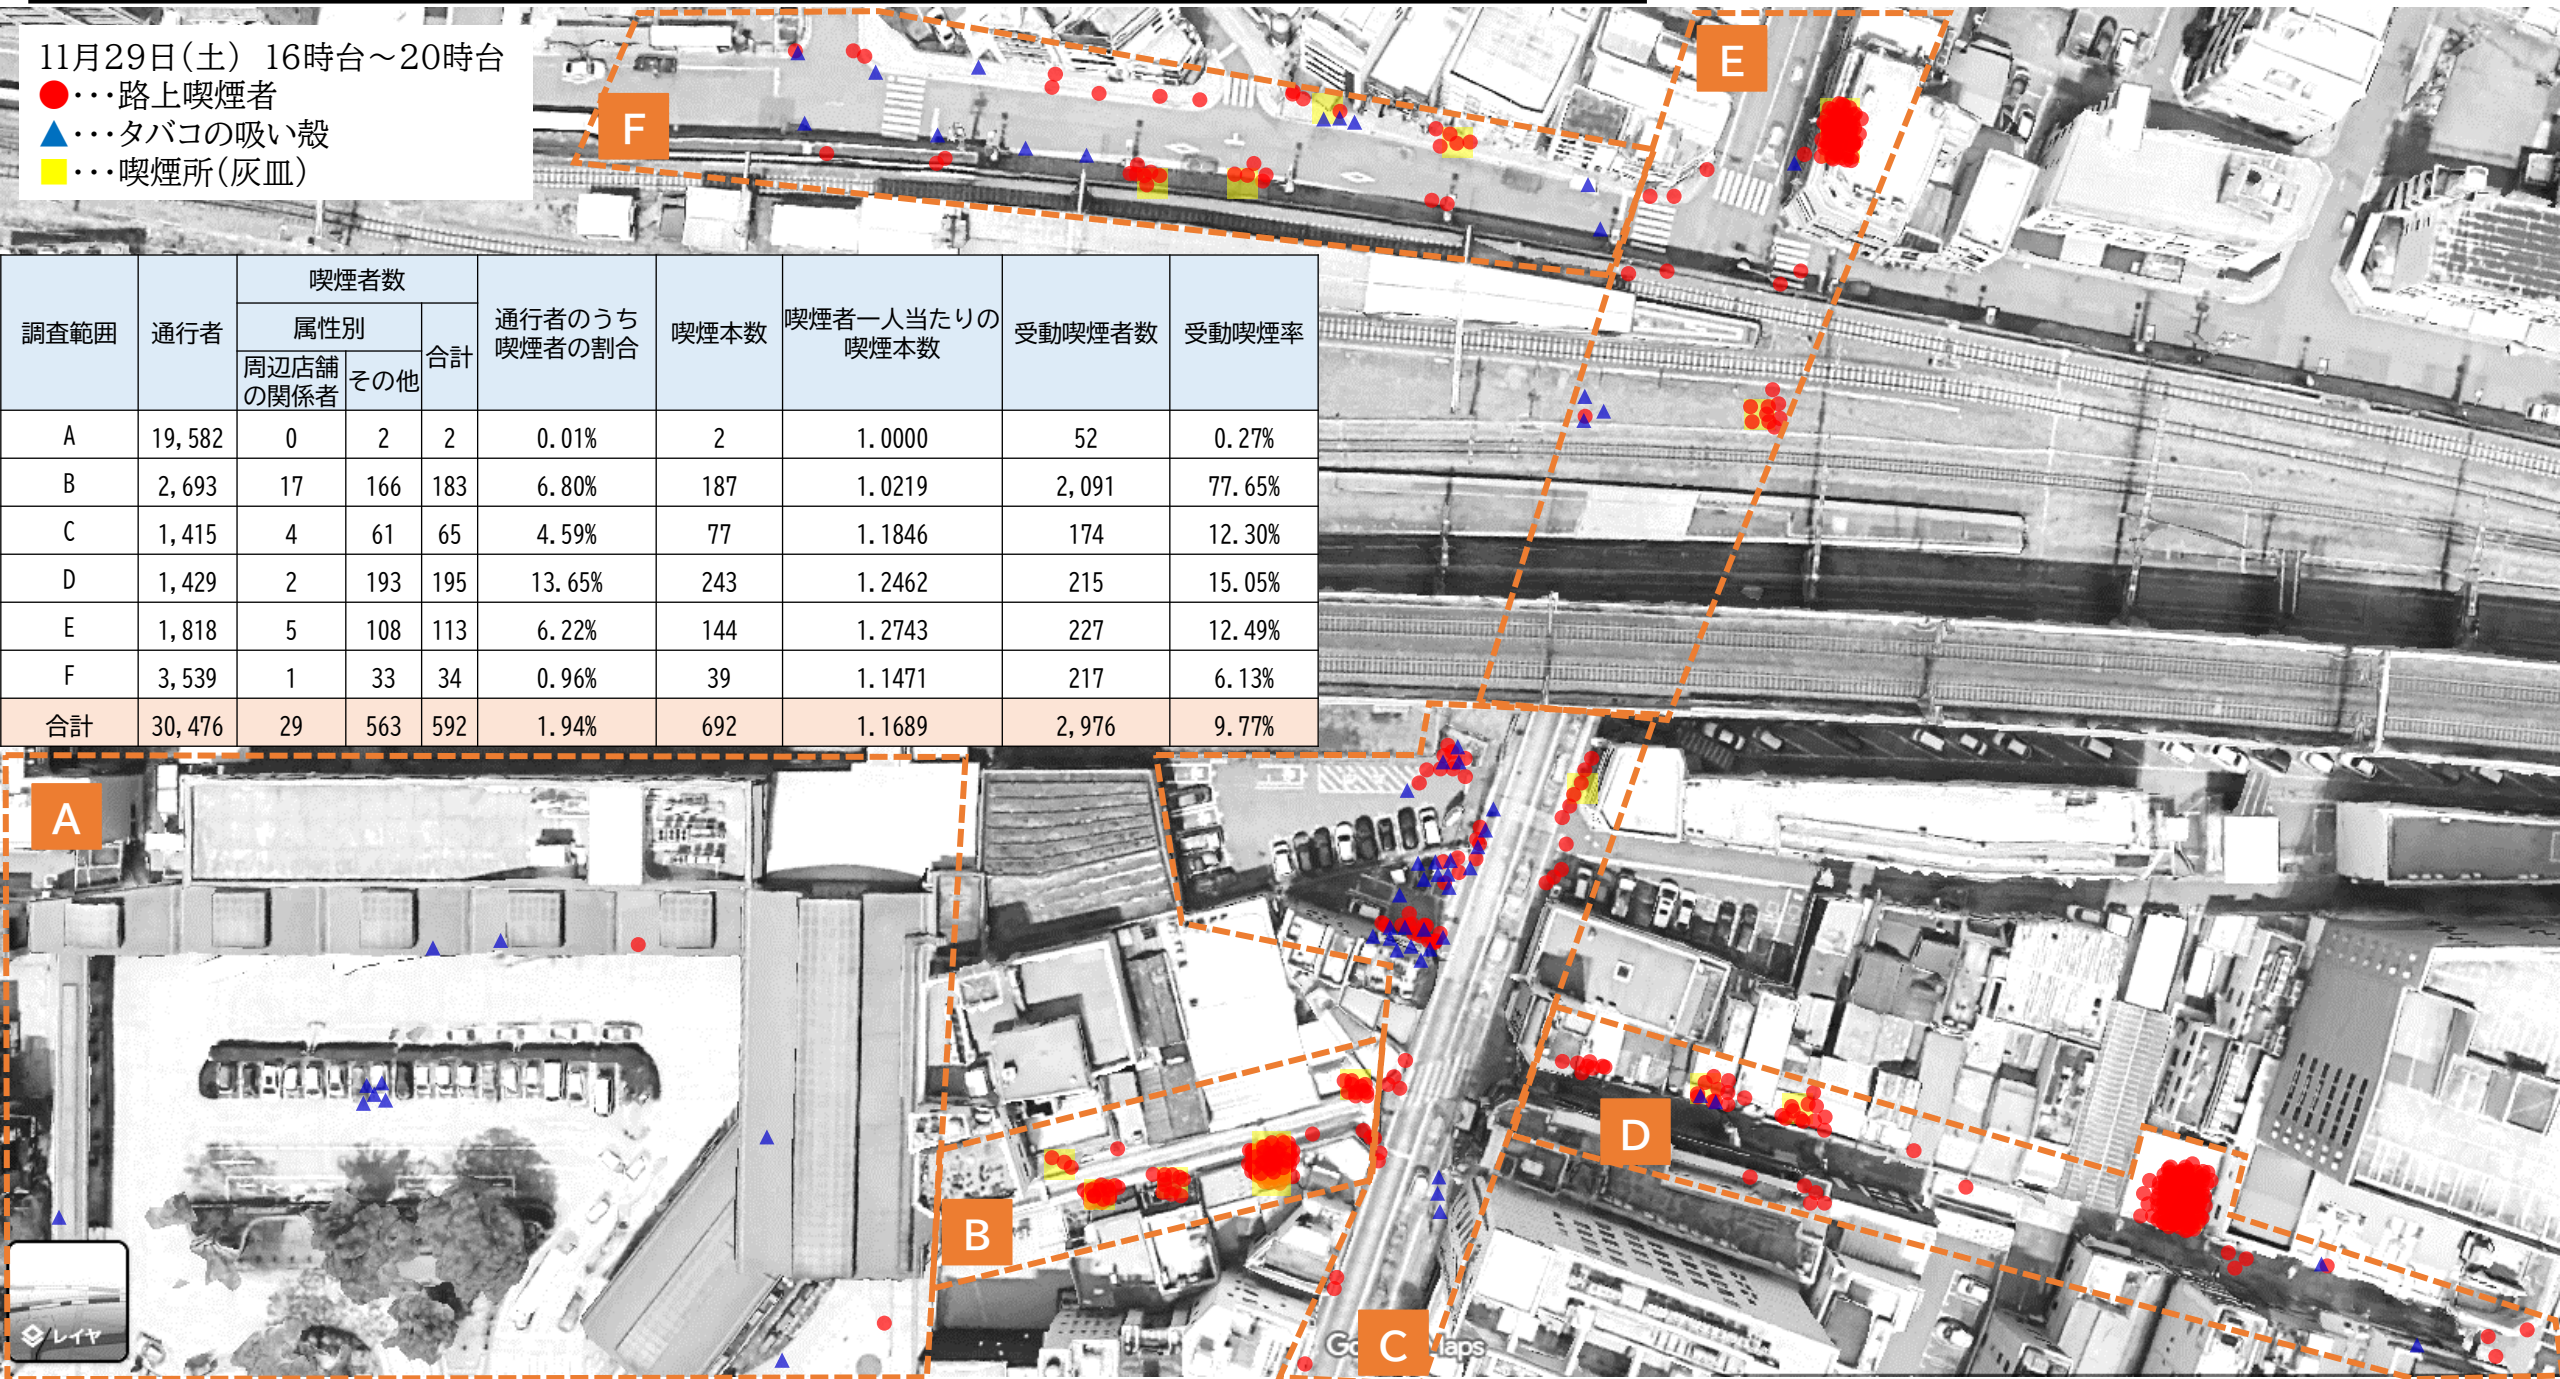 11月29日(土) 16時台～20時台
●･･･路上喫煙者
▲･･･タバコの吸い殻
■･･･喫煙所(灰皿)
F
E
調査範囲 通行者 喫煙者数 通行者のうち喫煙者の割合 喫煙本数 喫煙者一人当たりの喫煙本数 受動喫煙者数 受動喫煙率
属性別 合計
周辺店舗の関係者 その他
A 19,582 0 2 2 0.01% 2 1.0000 52 0.27%
B 2,693 17 166 183 6.80% 187 1.0219 2,091 77.65%
C 1,415 4 61 65 4.59% 77 1.1846 174 12.30%
D 1,429 2 193 195 13.65% 243 1.2462 215 15.05%
E 1,818 5 108 113 6.22% 144 1.2743 227 12.49%
F 3,539 1 33 34 0.96% 39 1.1471 217 6.13%
合計 30,476 29 563 592 1.94% 692 1.1689 2,976 9.77%
A
D
B
レイヤ
C